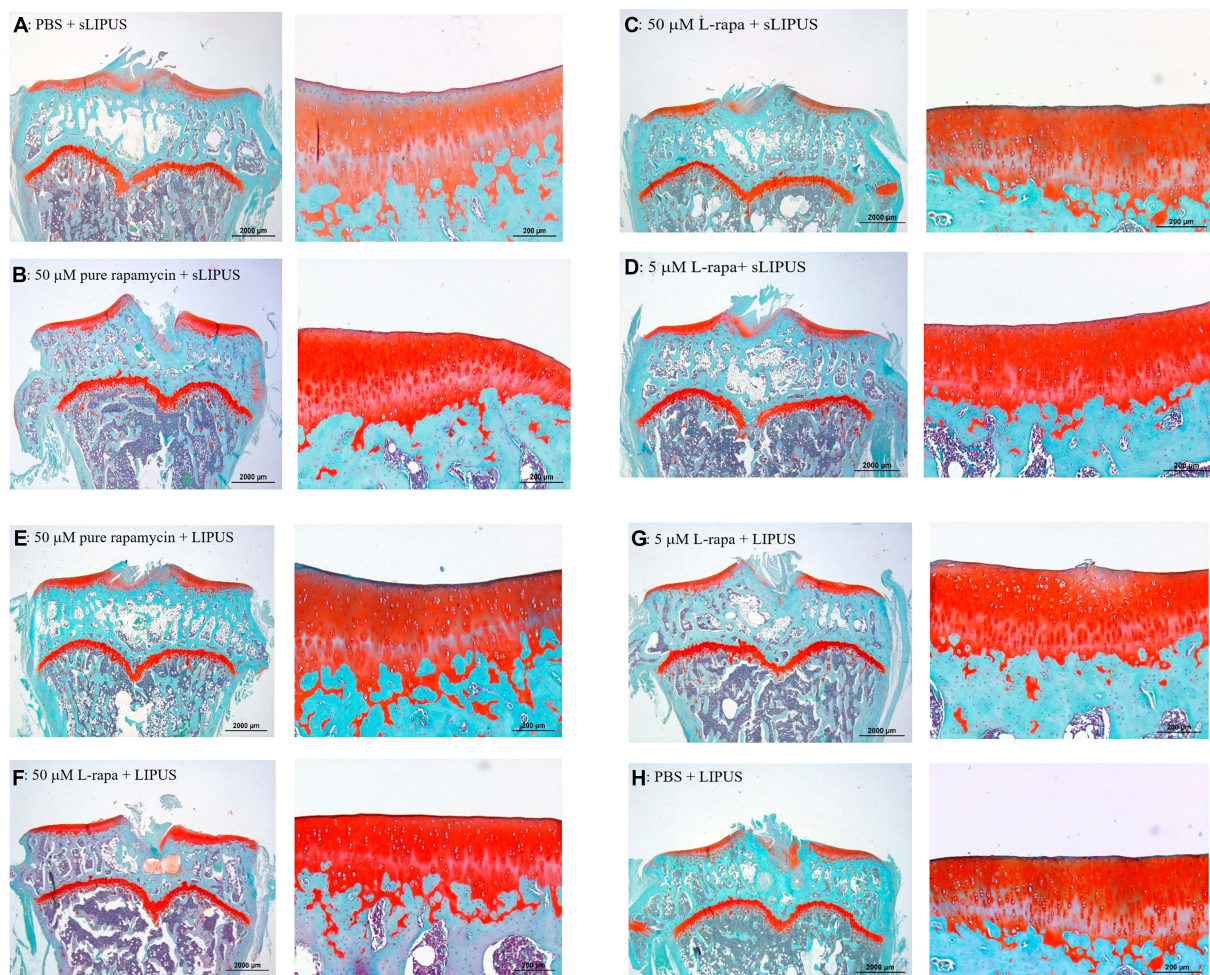 A: PBS + sLIPUS
2000 µm
200 µm
B: 50 µM pure rapamycin + sLIPUS
2000 µm
200 µm
C: 50 µM L-rapa + sLIPUS
2000 µm
200 µm
D: 5 µM L-rapa+ sLIPUS
2000 µm
200 µm
E: 50 µM pure rapamycin + LIPUS
2000 µm
200 µm
F: 50 µM L-rapa + LIPUS
2000 µm
200 µm
G: 5 µM L-rapa + LIPUS
2000 µm
200 µm
H: PBS + LIPUS
2000 µm
200 µm